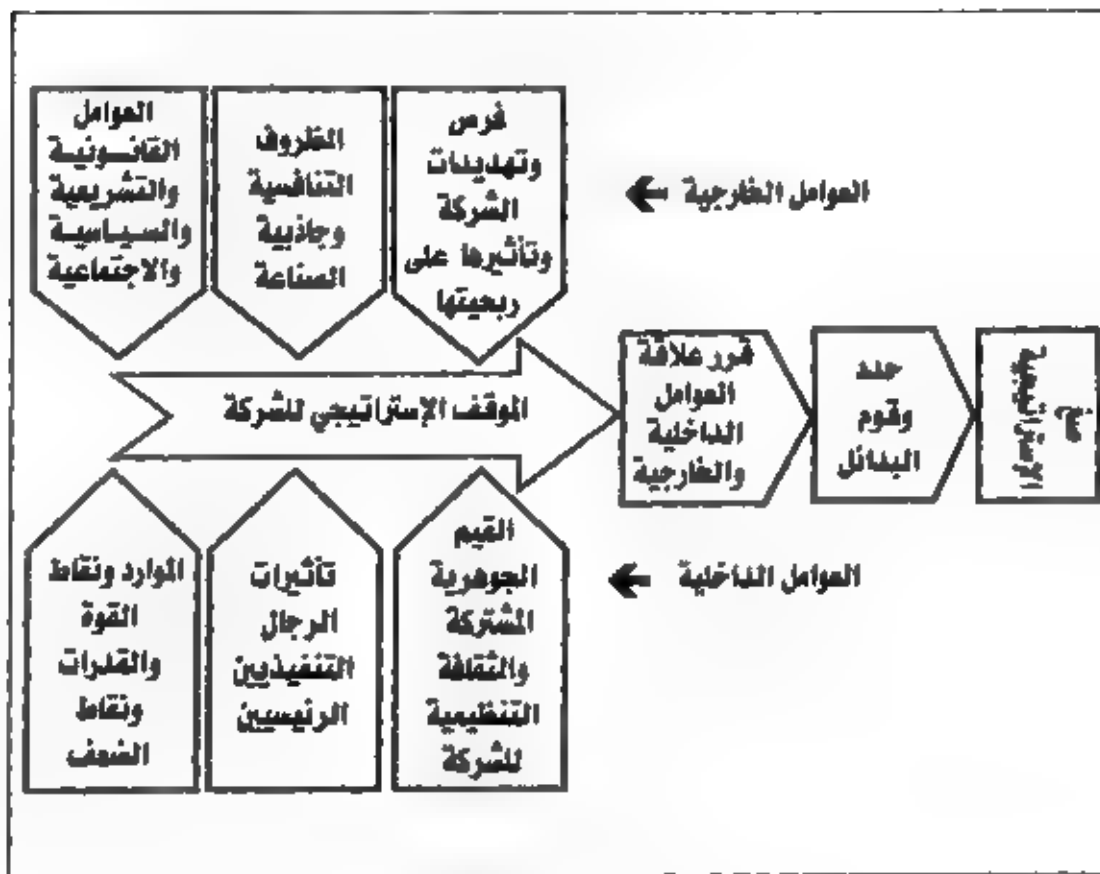 العوامل
القانونية
والتشريعية
والسياسية
والاجتماعية
الظروف
التنافسية
وجاذبية
الصناعة
فرص
وتهديدات
الشركة
وتأثيرها على
ربحيتها
العوامل الخارجية
الموقف الإستراتيجي للشركة
قرر علاقة
العوامل
الداخلية
والخارجية
حدد
وقوم
البدائل
صغ
الإستراتيجية
الموارد ونقاط
القوة
والقدرات
ونقاط
الضعف
تأثيرات
الرجال
التنفيذيين
الرئيسيين
القيم
الجوهرية
المشتركة
والثقافة
التنظيمية
للشركة
العوامل الداخلية